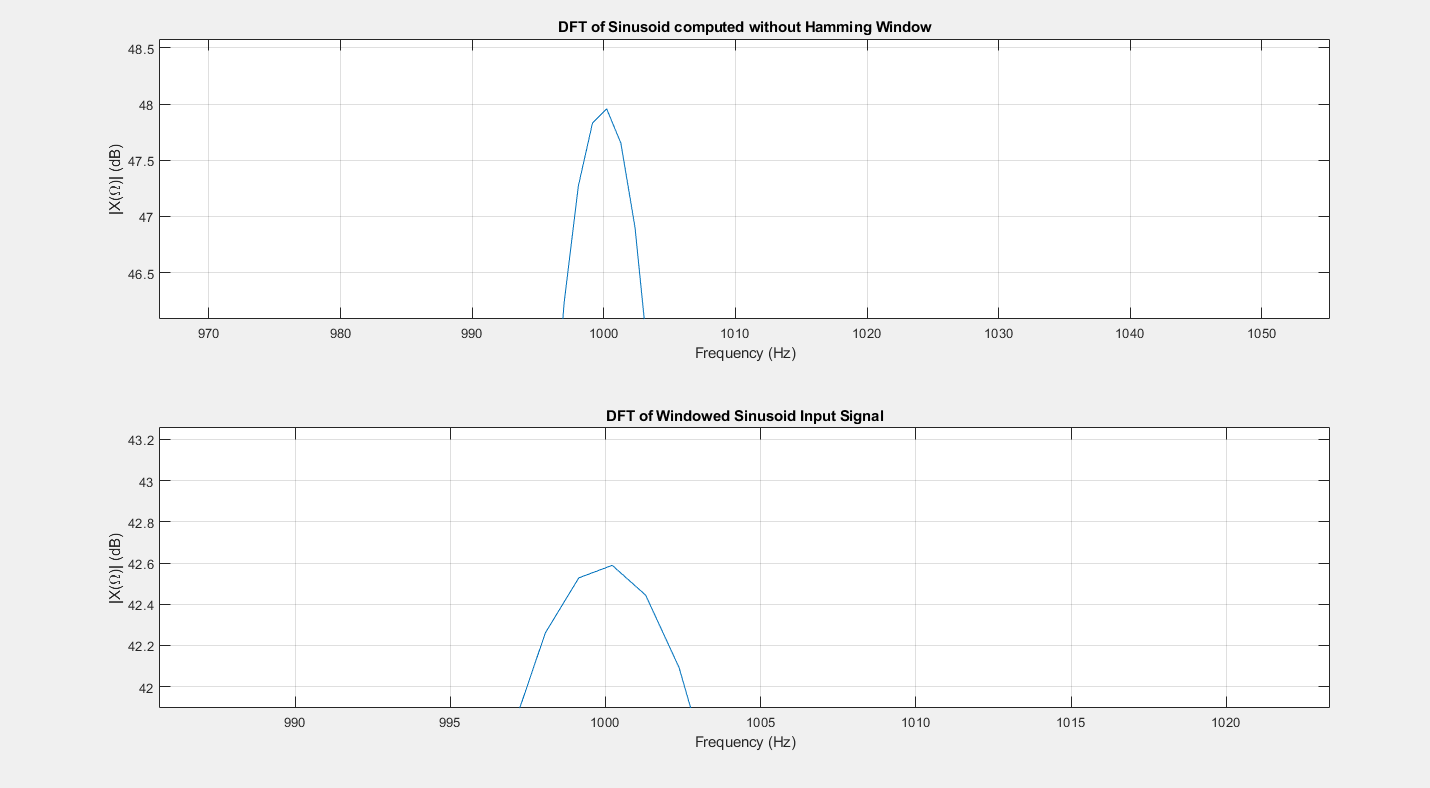 DFT of Sinusoid computed without Hamming Window
48.5
48
47.5
47
46.5
|X(Ω)| (dB)
970 980 990 1000 1010 1020 1030 1040 1050
Frequency (Hz)
DFT of Windowed Sinusoid Input Signal
43.2
43
42.8
42.6
42.4
42.2
42
|X(Ω)| (dB)
990 995 1000 1005 1010 1015 1020
Frequency (Hz)